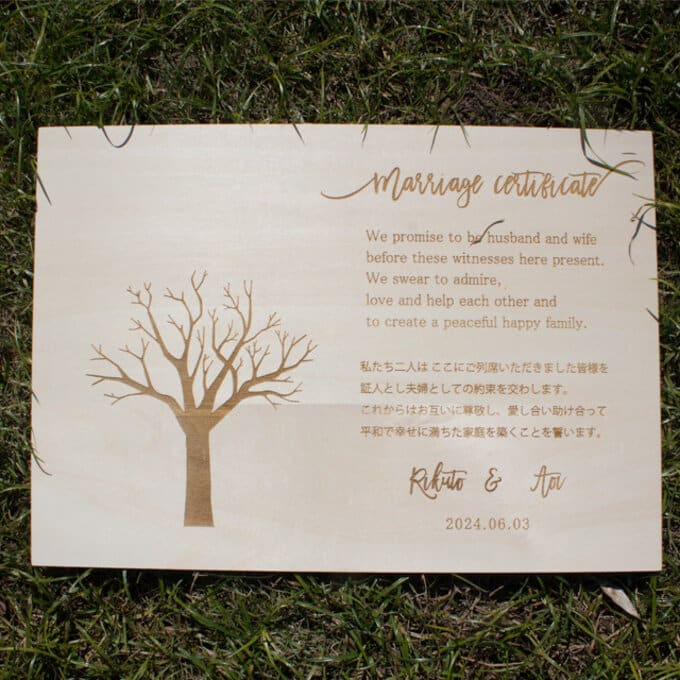 Marriage certificate
We promise to be husband and wife
before these witnesses here present.
We swear to admire,
love and help each other and
to create a peaceful happy family.
私たち二人は ここにご列席いただきました皆様を
証人とし夫婦としての約束を交わします。
これからはお互いに尊敬し、愛し合い助け合って
平和で幸せに満ちた家庭を築くことを誓います。
Rikuto & Aoi
2024.06.03